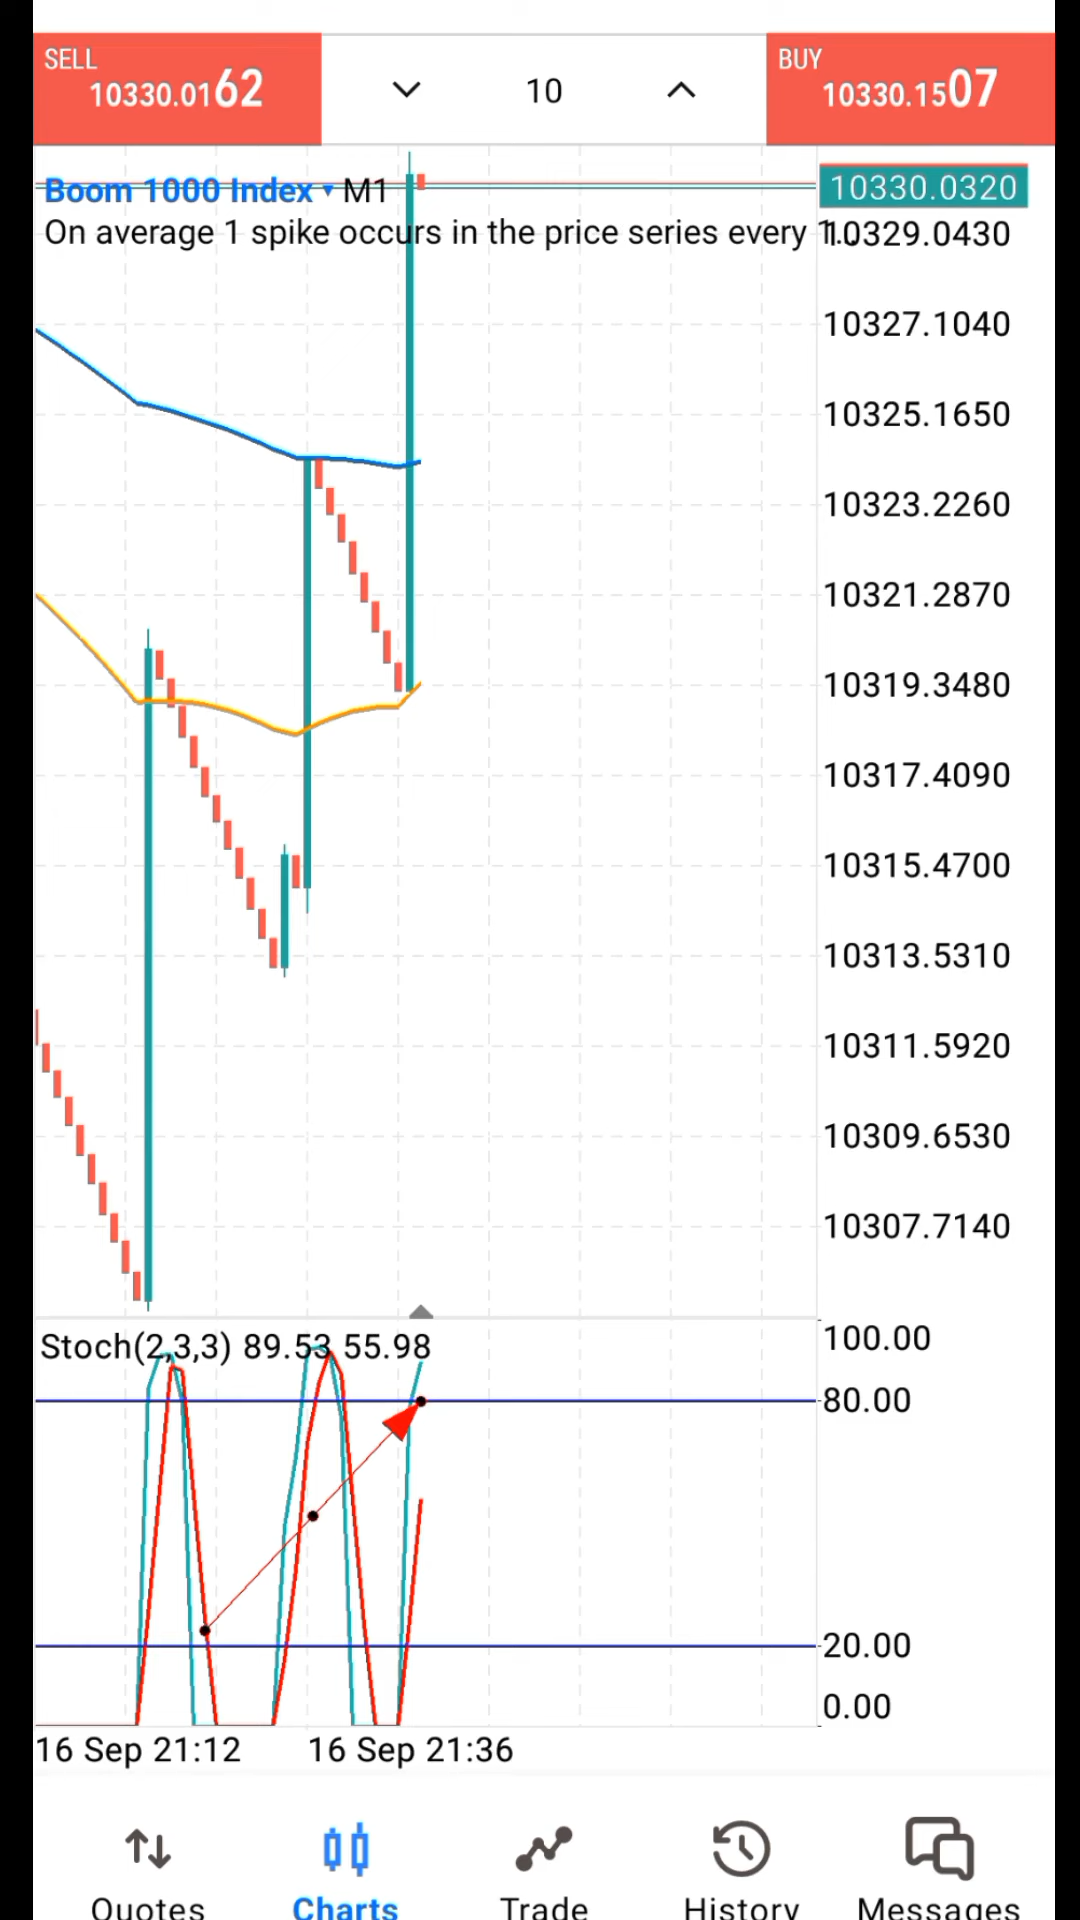 SELL
10330.0162
10
BUY
10330.1507
Boom 1000 Index M1
10330.0320
On average 1 spike occurs in the price series every 1...
10329.0430
10327.1040
10325.1650
10323.2260
10321.2870
10319.3480
10317.4090
10315.4700
10313.5310
10311.5920
10309.6530
10307.7140
Stoch(2,3,3) 89.53 55.98
100.00
80.00
20.00
0.00
16 Sep 21:12
16 Sep 21:36
Quotes
Charts
Trade
History
Messages